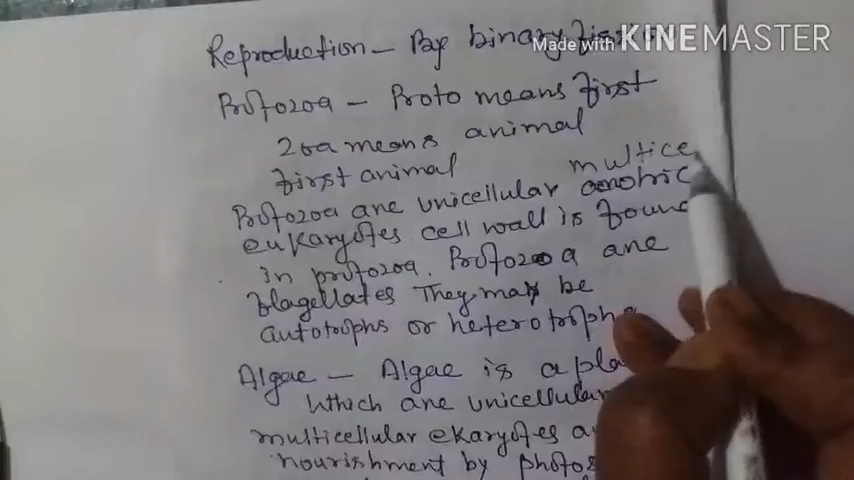 Reproduction - By binary
Made with KINEMASTER
Protozoa - Proto means first
Zoa means animal
first animal
multice
Protozoa are unicellular
eukaryotes cell wall is found
in protozoa. Protozoa are
flagellates They may be
autotrophs or heterotrophs
Algae - Algae is a pla
Which are unicellular
multicellular ekaryotes a
nourishment by photos